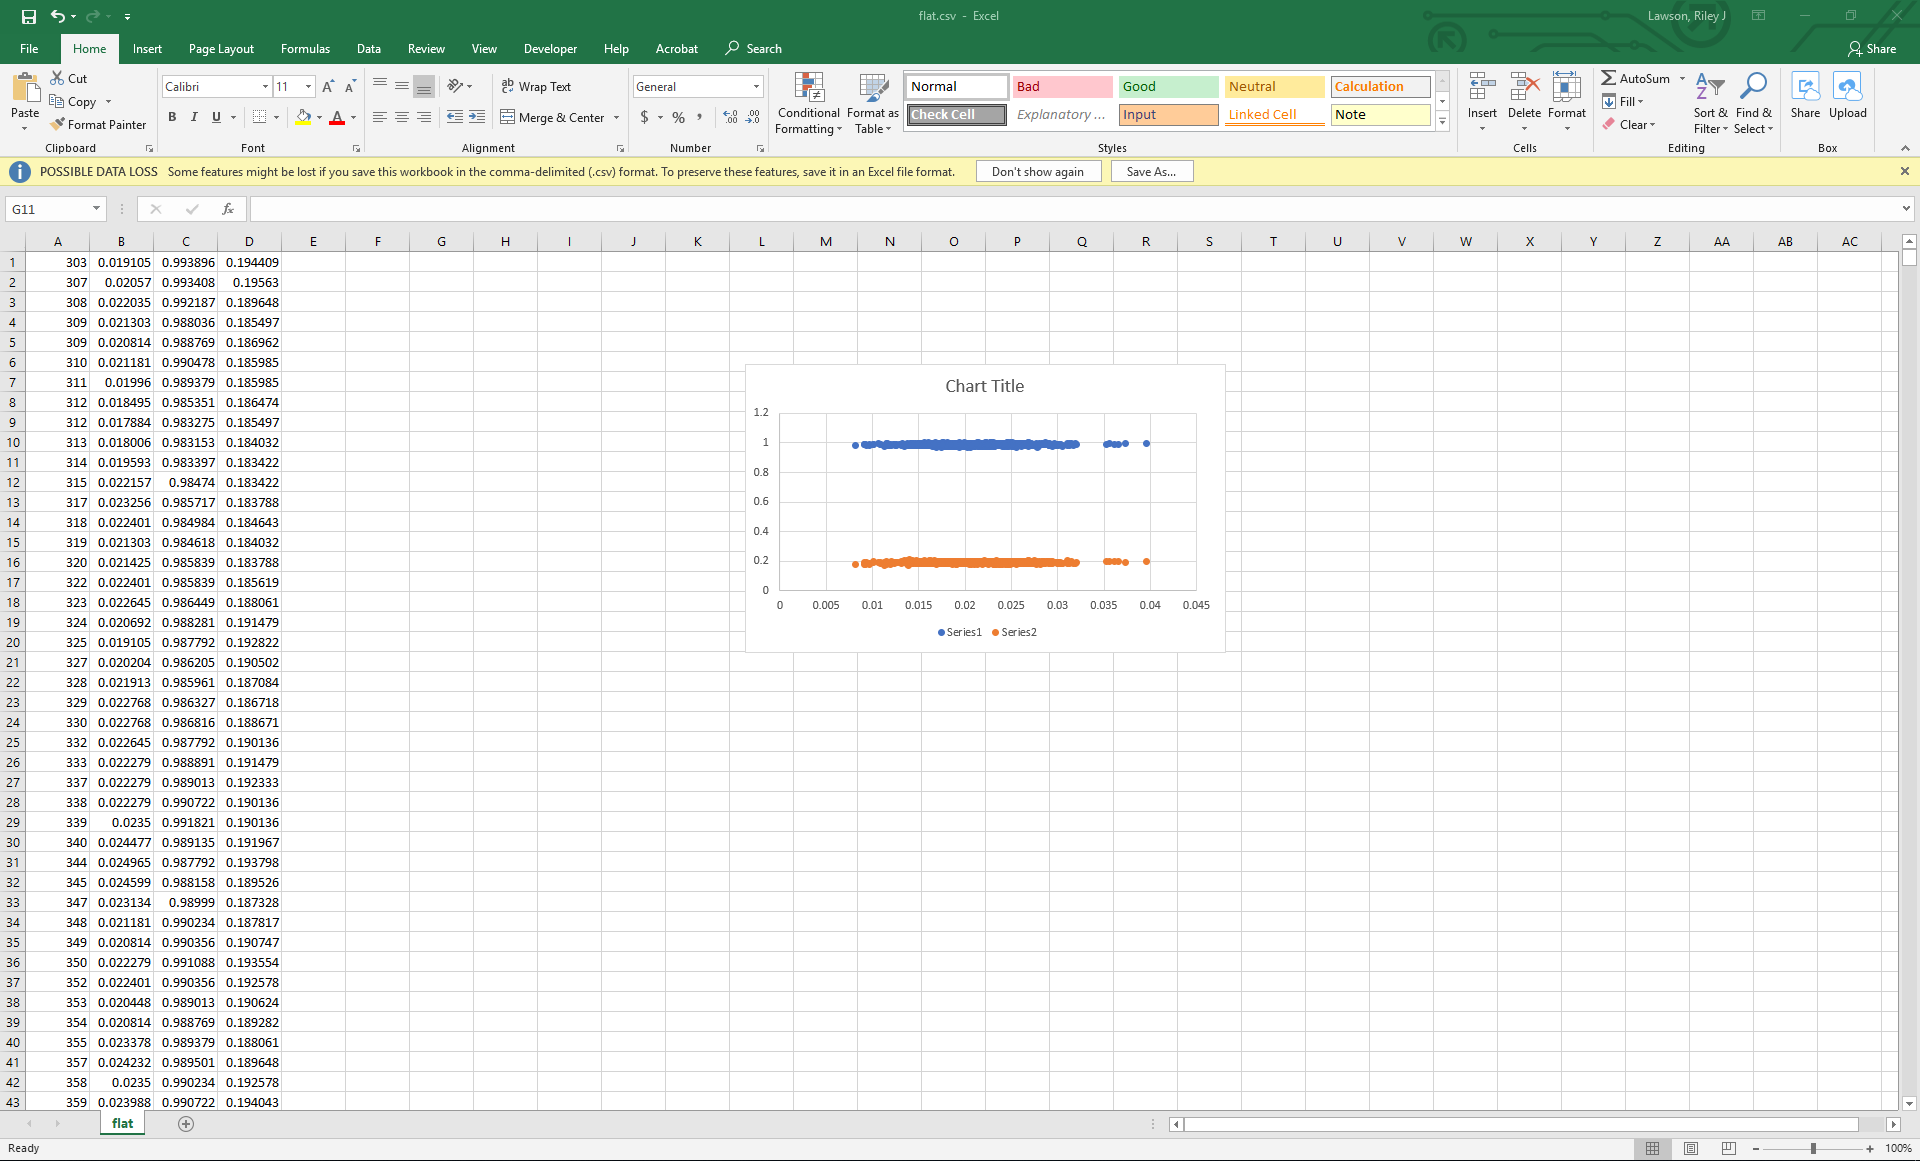 flat.csv - Excel
Lawson, Riley J
File Home Insert Page Layout Formulas Data Review View Developer Help Acrobat Search Share
Paste Cut Copy Format Painter Clipboard
Calibri 11 A A B I U A Font
ab Wrap Text Merge & Center Alignment
General $ % , .00 Number
Conditional Formatting Format as Table
Normal Bad Good Neutral Calculation
Check Cell Explanatory ... Input Linked Cell Note
Styles
Insert Delete Format Cells
AutoSum Fill Clear Sort & Filter Find & Select Editing
Share Upload Box
POSSIBLE DATA LOSS Some features might be lost if you save this workbook in the comma-delimited (.csv) format. To preserve these features, save it in an Excel file format. Don't show again Save As...
G11 fx
A B C D E F G H I J K L M N O P Q R S T U V W X Y Z AA AB AC
1 303 0.019105 0.993896 0.194409
2 307 0.02057 0.993408 0.19563
3 308 0.022035 0.992187 0.189648
4 309 0.021303 0.988036 0.185497
5 309 0.020814 0.988769 0.186962
6 310 0.021181 0.990478 0.185985
7 311 0.01996 0.989379 0.185985
8 312 0.018495 0.985351 0.186474
9 312 0.017884 0.983275 0.185497
10 313 0.018006 0.983153 0.184032
11 314 0.019593 0.983397 0.183422
12 315 0.022157 0.98474 0.183422
13 317 0.023256 0.985717 0.183788
14 318 0.022401 0.984984 0.184643
15 319 0.021303 0.984618 0.184032
16 320 0.021425 0.985839 0.183788
17 322 0.022401 0.985839 0.185619
18 323 0.022645 0.986449 0.188061
19 324 0.020692 0.988281 0.191479
20 325 0.019105 0.987792 0.192822
21 327 0.020204 0.986205 0.190502
22 328 0.021913 0.985961 0.187084
23 329 0.022768 0.986327 0.186718
24 330 0.022768 0.986816 0.188671
25 332 0.022645 0.987792 0.190136
26 333 0.022279 0.988891 0.191479
27 337 0.022279 0.989013 0.192333
28 338 0.022279 0.990722 0.190136
29 339 0.0235 0.991821 0.190136
30 340 0.024477 0.989135 0.191967
31 344 0.024965 0.987792 0.193798
32 345 0.024599 0.988158 0.189526
33 347 0.023134 0.98999 0.187328
34 348 0.021181 0.990234 0.187817
35 349 0.020814 0.990356 0.190747
36 350 0.022279 0.991088 0.193554
37 352 0.022401 0.990356 0.192578
38 353 0.020448 0.989013 0.190624
39 354 0.020814 0.988769 0.189282
40 355 0.023378 0.989379 0.188061
41 357 0.024232 0.989501 0.189648
42 358 0.0235 0.990234 0.192578
43 359 0.023988 0.990722 0.194043
Chart Title
1.2
1
0.8
0.6
0.4
0.2
0
0 0.005 0.01 0.015 0.02 0.025 0.03 0.035 0.04 0.045
Series1 Series2
flat
Ready
100%